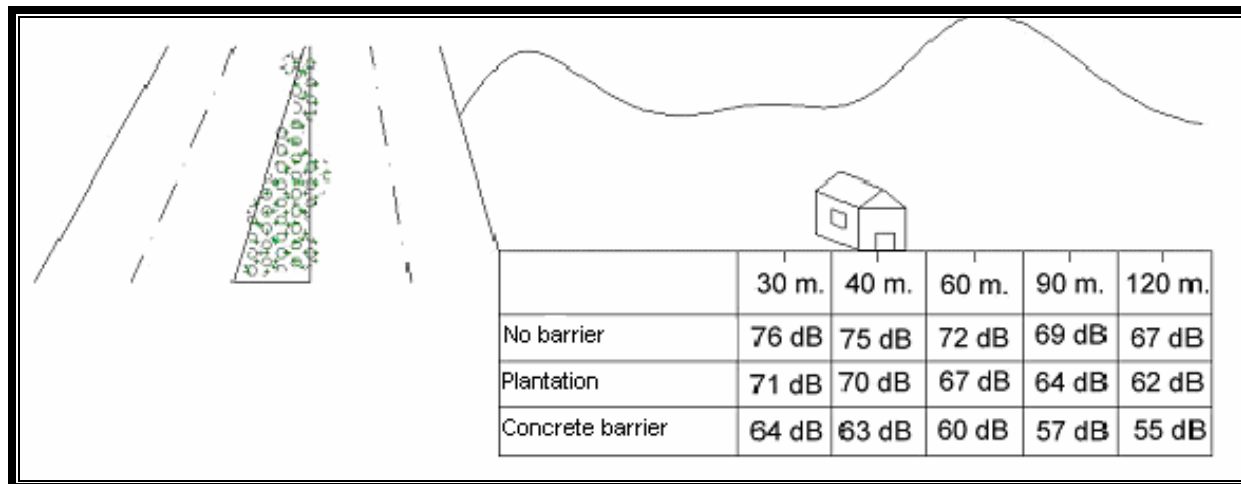 30 m. 40 m. 60 m. 90 m. 120 m.
No barrier 76 dB 75 dB 72 dB 69 dB 67 dB
Plantation 71 dB 70 dB 67 dB 64 dB 62 dB
Concrete barrier 64 dB 63 dB 60 dB 57 dB 55 dB